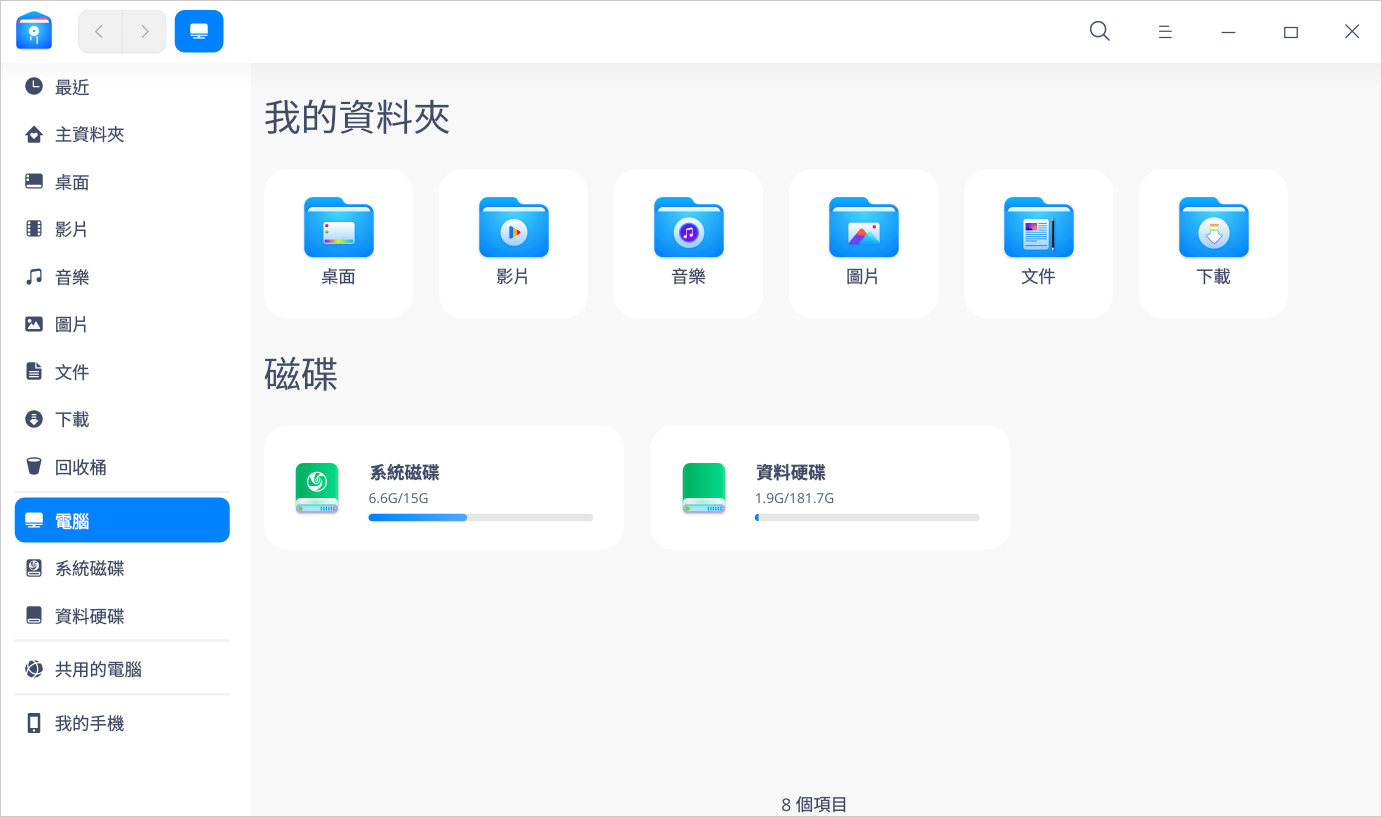 最近
主資料夾
桌面
影片
音樂
圖片
文件
下載
回收桶
電腦
系統磁碟
資料硬碟
共用的電腦
我的手機
我的資料夾
桌面
影片
音樂
圖片
文件
下載
磁碟
系統磁碟
6.6G/15G
資料硬碟
1.9G/181.7G
8 個項目